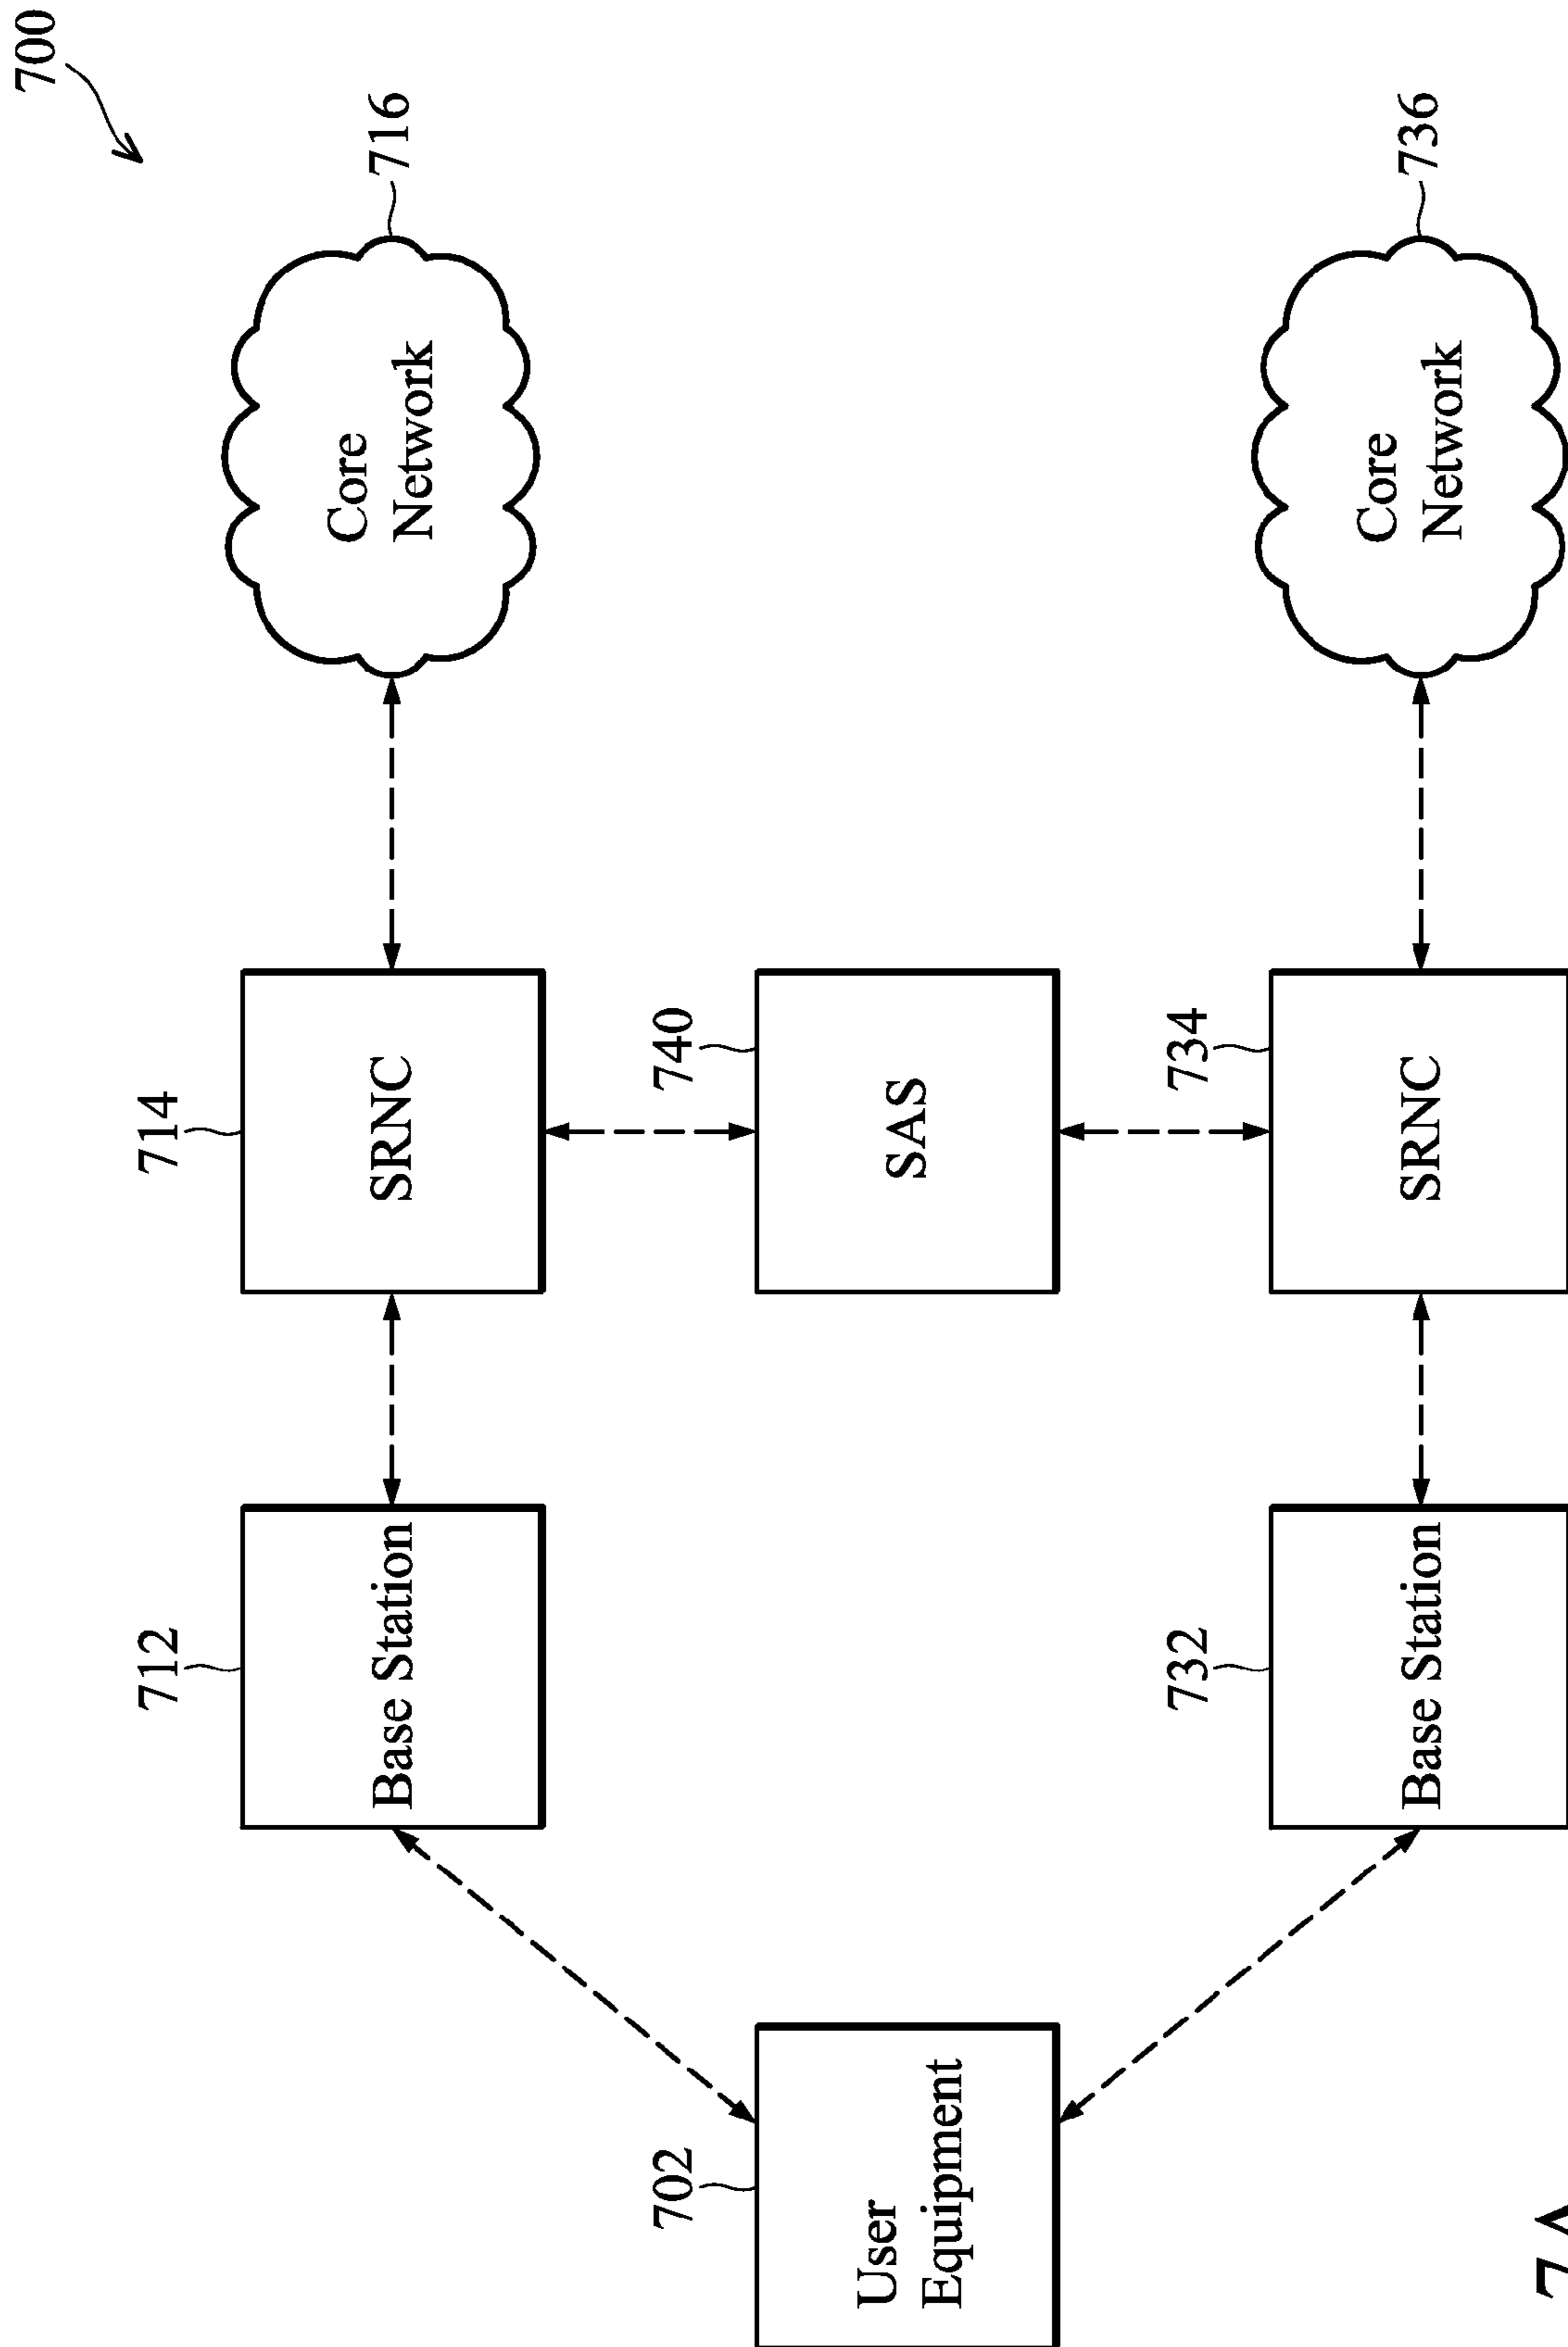 700
712
Base Station
714
SRNC
Core
Network
716
702
User
Equipment
740
SAS
732
Base Station
734
SRNC
Core
Network
736
7A